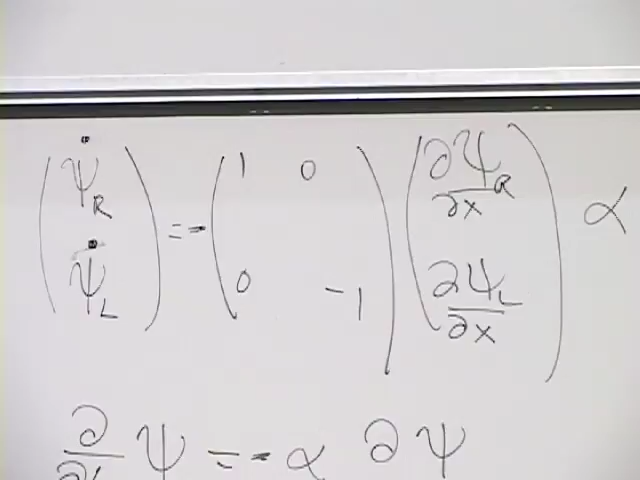 (ψ̇_R ψ̇_L) = - (1 0 0 -1) (∂ψ_R/∂x ∂ψ_L/∂x) α
∂/∂t ψ = - α ∂ψ